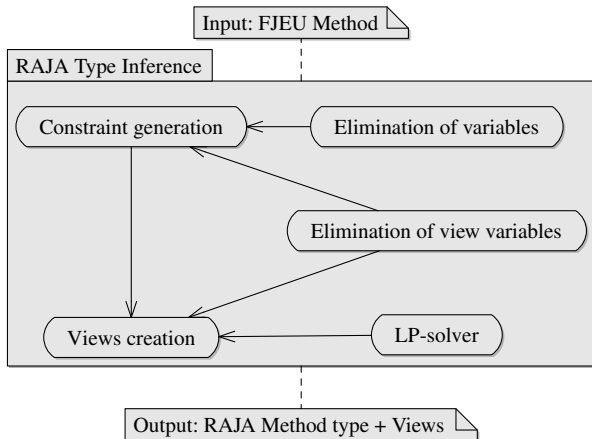 Input: FJEU Method
RAJA Type Inference
Constraint generation
Elimination of variables
Elimination of view variables
Views creation
LP-solver
Output: RAJA Method type + Views